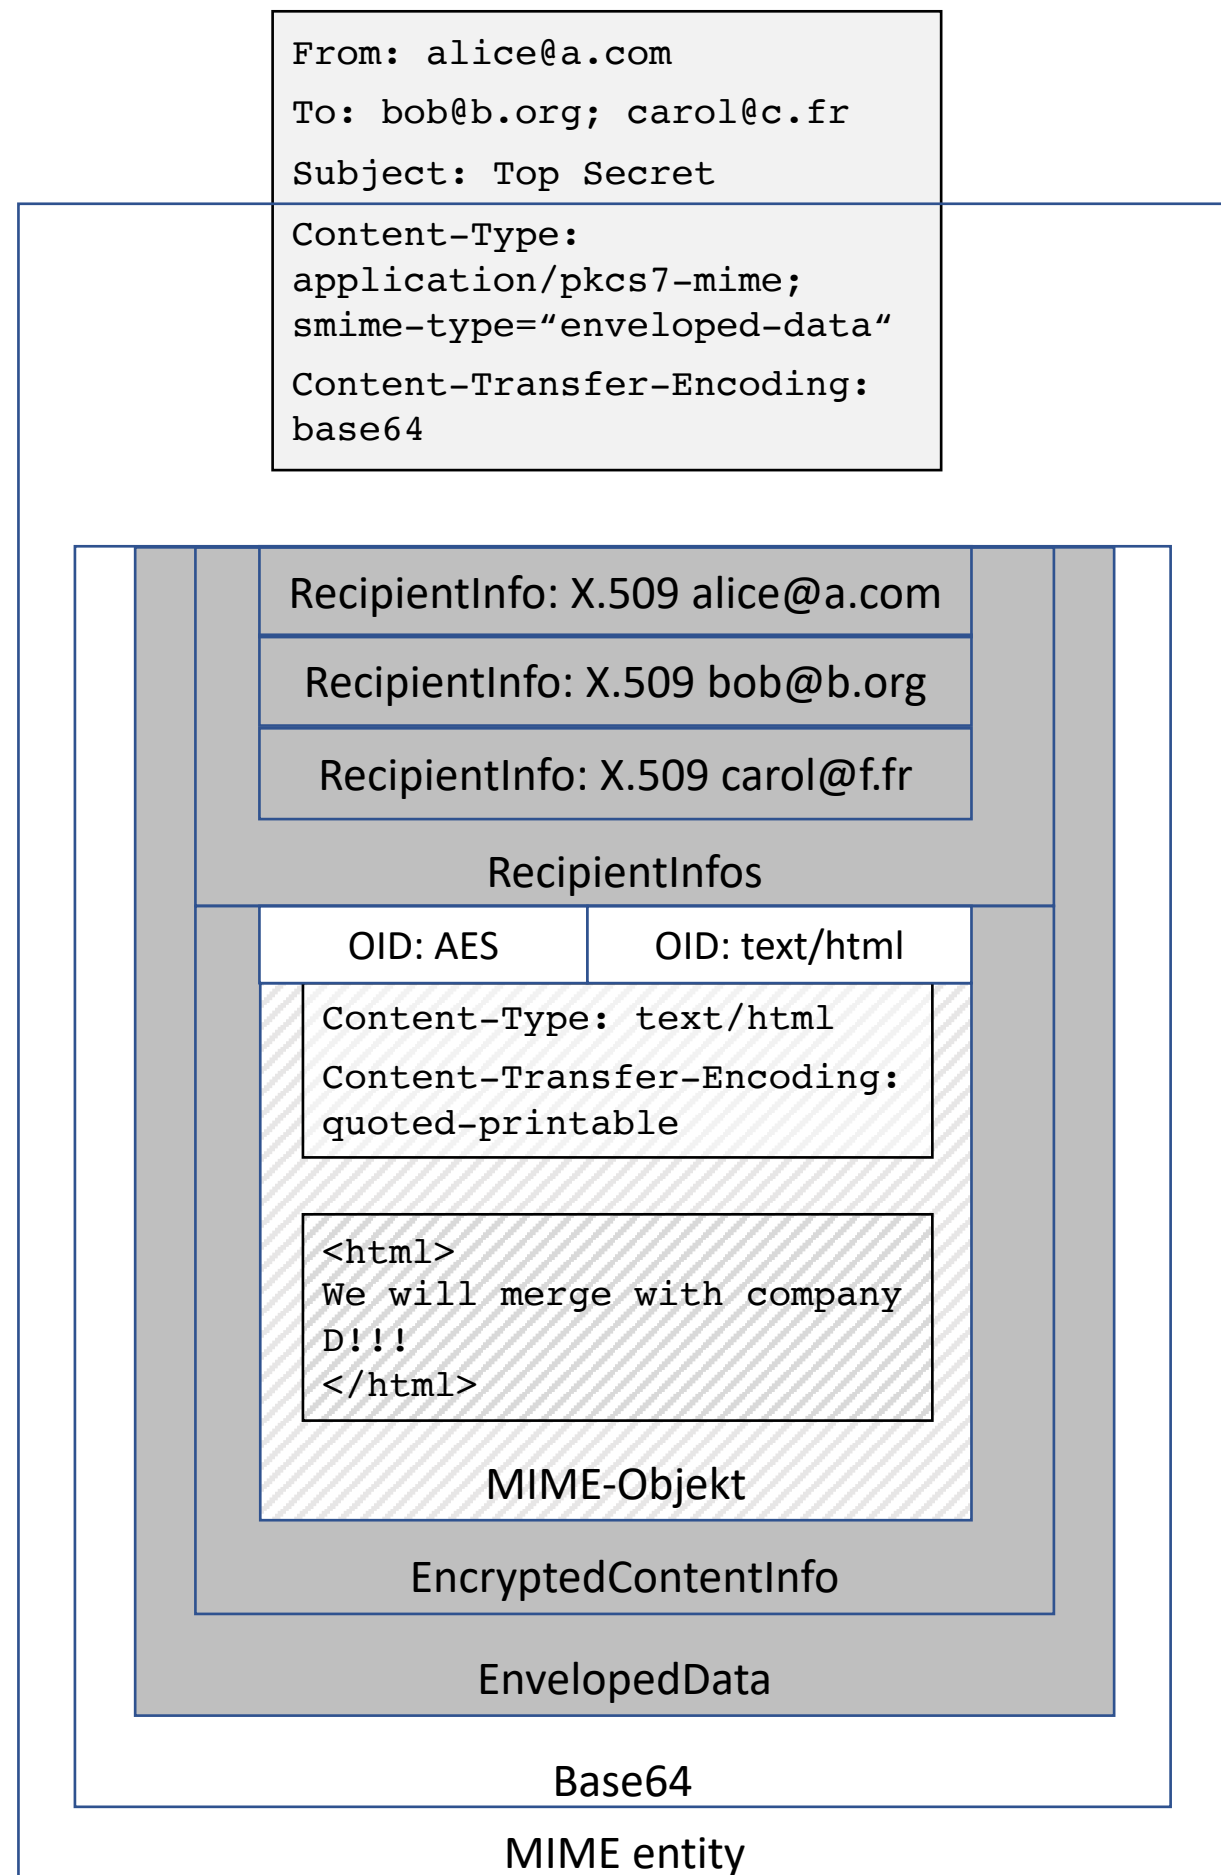 From: alice@a.com
To: bob@b.org; carol@c.fr
Subject: Top Secret
Content-Type:
application/pkcs7-mime;
smime-type=“enveloped-data“
Content-Transfer-Encoding:
base64
RecipientInfo: X.509 alice@a.com
RecipientInfo: X.509 bob@b.org
RecipientInfo: X.509 carol@f.fr
RecipientInfos
OID: AES
OID: text/html
Content-Type: text/html
Content-Transfer-Encoding:
quoted-printable
<html>
We will merge with company
D!!!
</html>
MIME-Objekt
EncryptedContentInfo
EnvelopedData
Base64
MIME entity